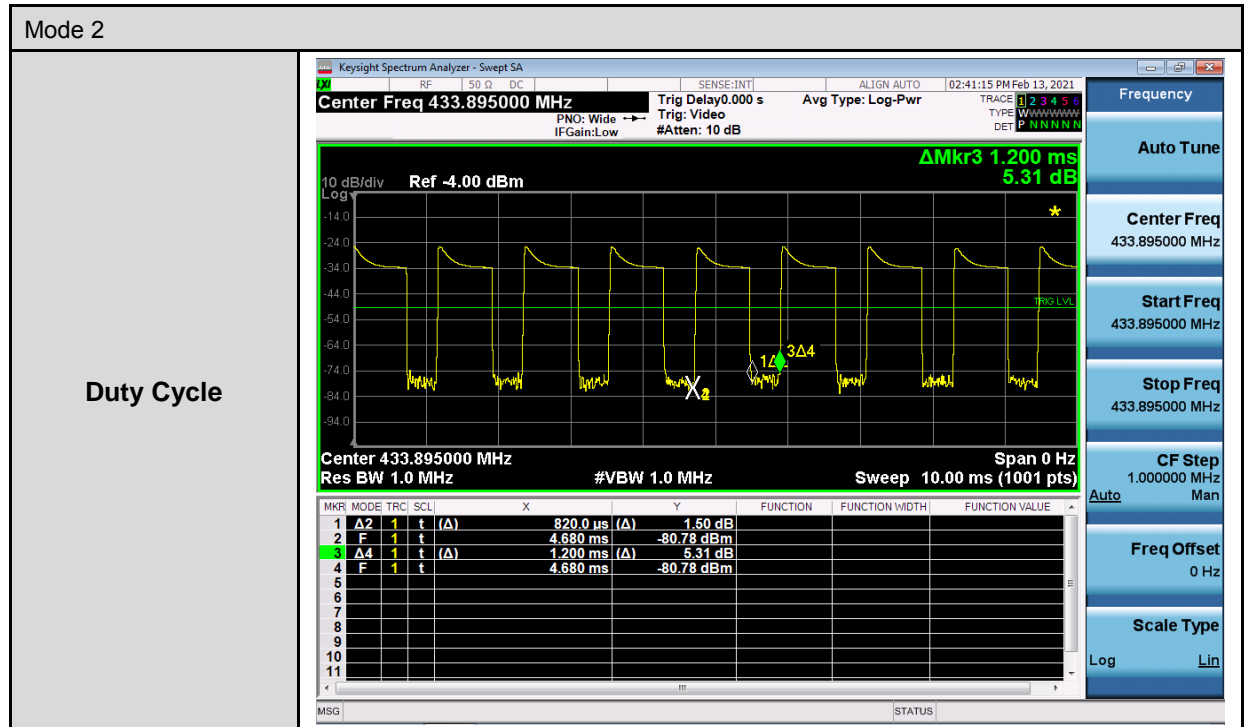 Mode 2
Duty Cycle
Keysight Spectrum Analyzer - Swept SA
LXI RF 50 Ω DC SENSE:INT ALIGN AUTO 02:41:15 PM Feb 13, 2021
Center Freq 433.895000 MHz
PNO: Wide
IFGain:Low
Trig Delay0.000 s
Trig: Video
#Atten: 10 dB
Avg Type: Log-Pwr
TRACE 1 2 3 4 5 6
TYPE WWWWWW
DET P N N N N N
ΔMkr3 1.200 ms
5.31 dB
10 dB/div Ref -4.00 dBm
Log
-14.0
-24.0
-34.0
-44.0
-54.0
-64.0
-74.0
-84.0
-94.0
TRIG LVL
3Δ4
Center 433.895000 MHz Span 0 Hz
Res BW 1.0 MHz #VBW 1.0 MHz Sweep 10.00 ms (1001 pts)
MKR MODE TRC SCL X Y FUNCTION FUNCTION WIDTH FUNCTION VALUE
1 Δ2 1 t (Δ) 820.0 µs (Δ) 1.50 dB
2 F 1 t 4.680 ms -80.78 dBm
3 Δ4 1 t (Δ) 1.200 ms (Δ) 5.31 dB
4 F 1 t 4.680 ms -80.78 dBm
5
6
7
8
9
10
11
MSG STATUS
Frequency
Auto Tune
Center Freq
433.895000 MHz
Start Freq
433.895000 MHz
Stop Freq
433.895000 MHz
CF Step
1.000000 MHz
Auto Man
Freq Offset
0 Hz
Scale Type
Log Lin